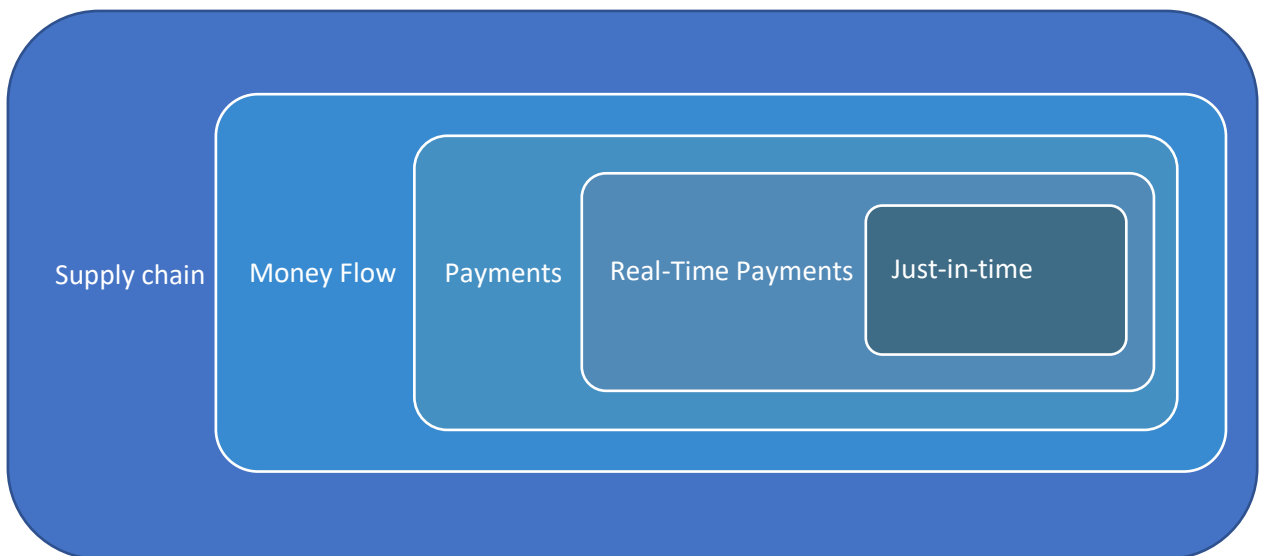 Supply chain
Money Flow
Payments
Real-Time Payments
Just-in-time